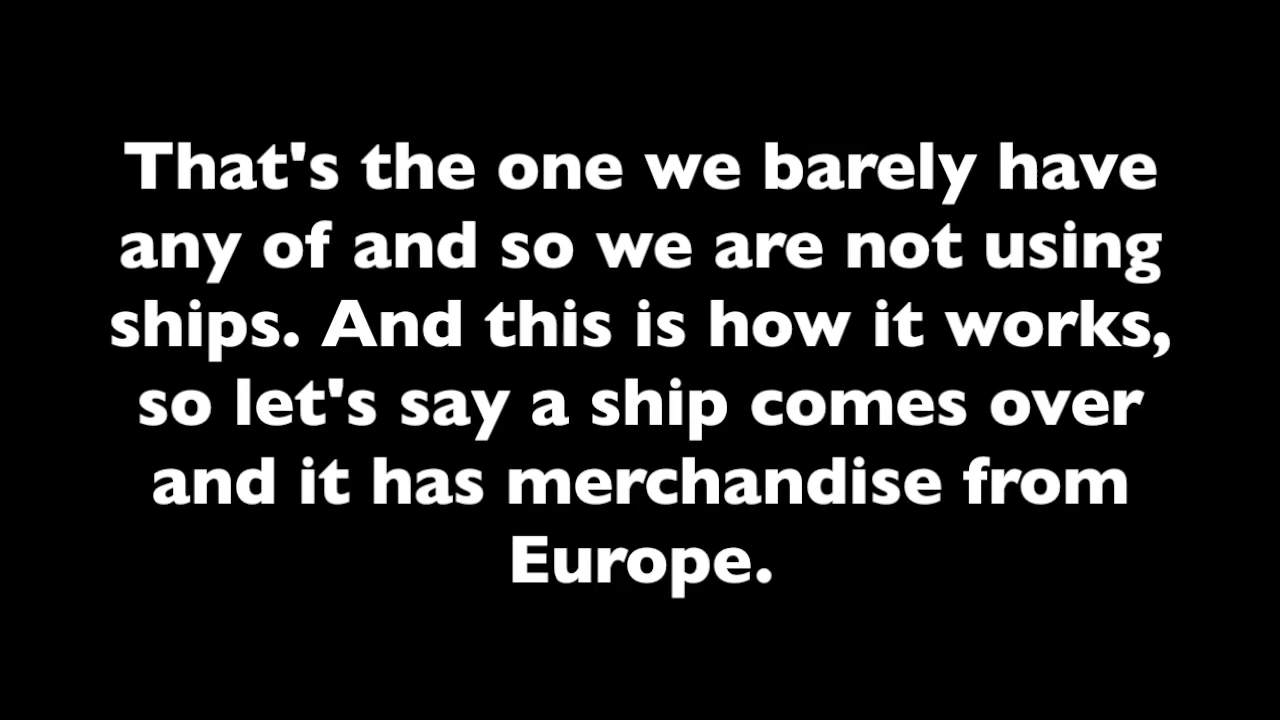 That's the one we barely have
any of and so we are not using
ships. And this is how it works,
so let's say a ship comes over
and it has merchandise from
Europe.